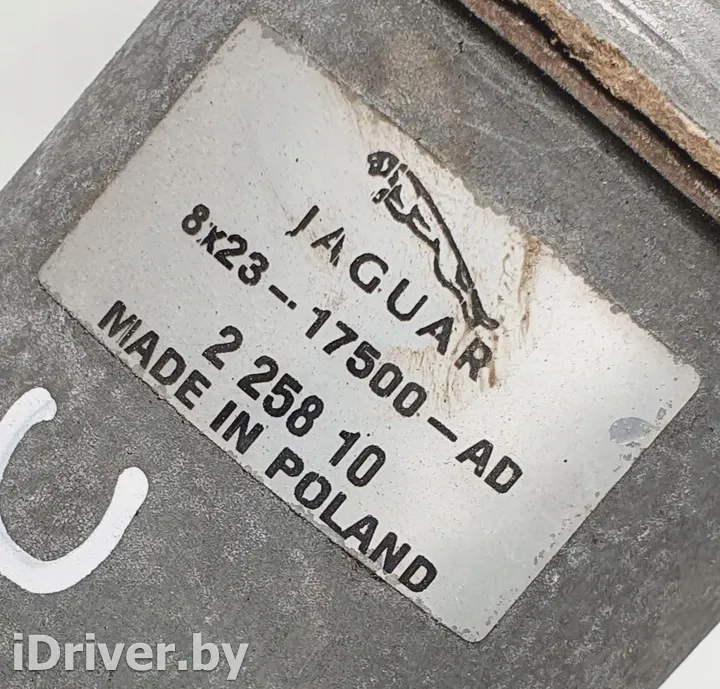 JAGUAR
8X23-17500-AD
2 258 10
MADE IN POLAND
C
iDriver.by